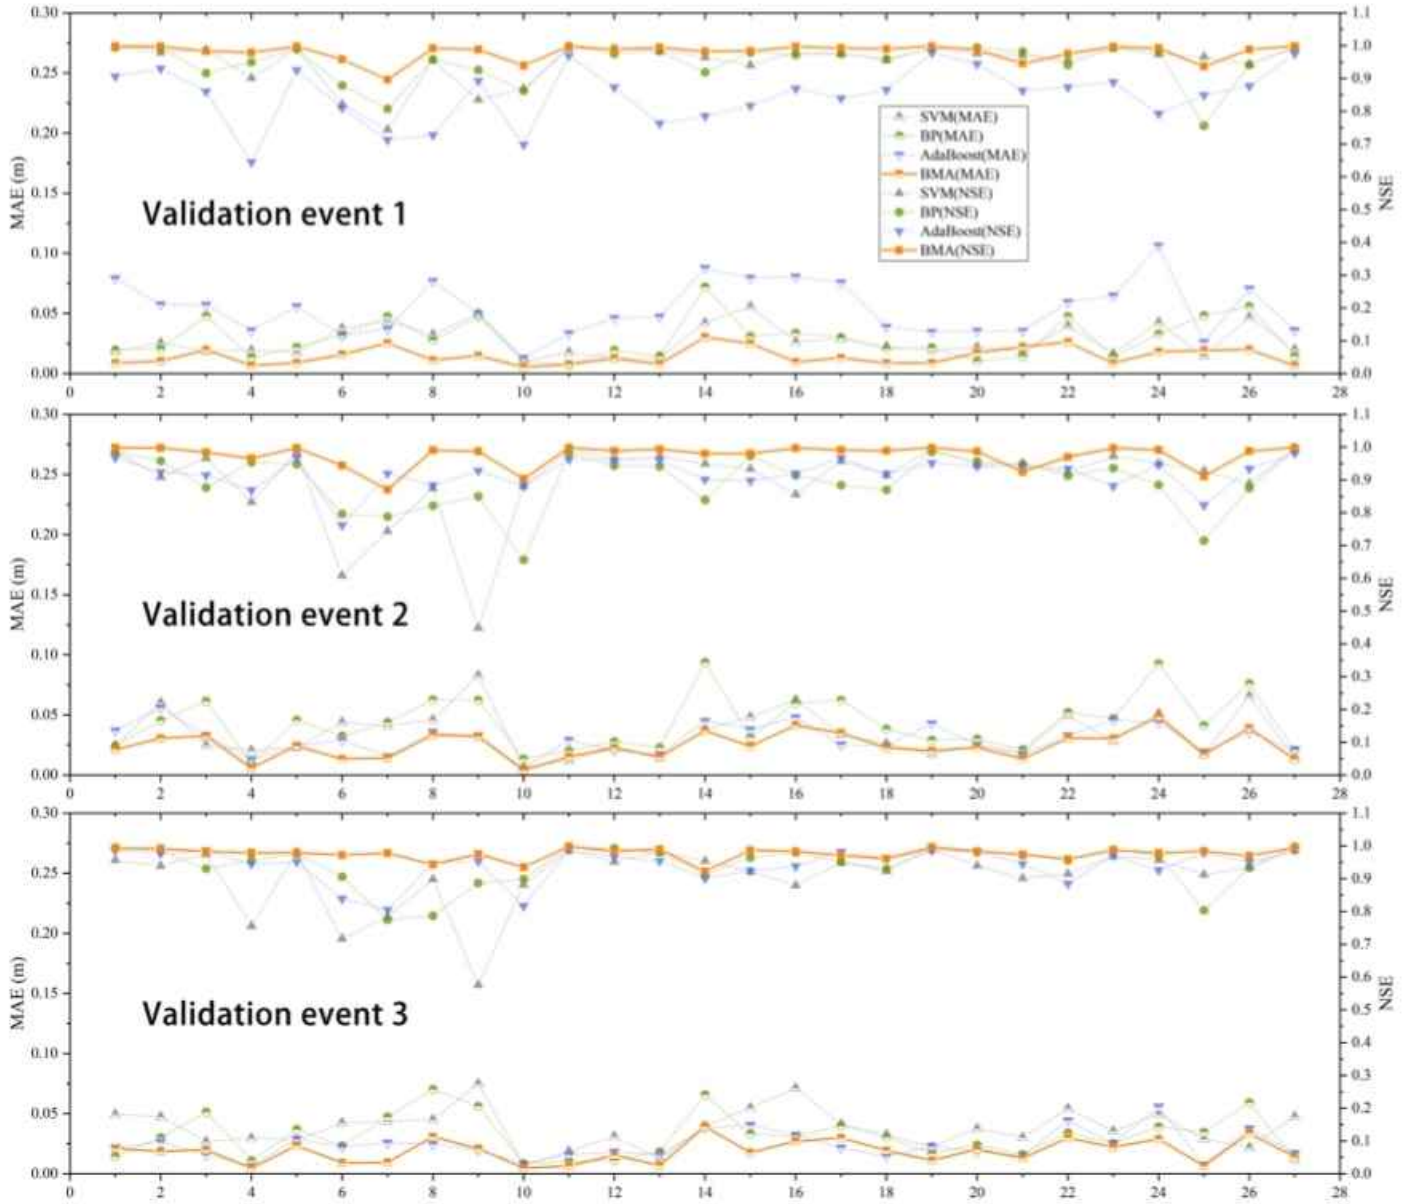 0.30 1.1
1.0
0.25 0.9
0.8
0.20 0.7
SVM(MAE)
BP(MAE)
AdaBoost(MAE)
BMA(MAE)
SVM(NSE)
BP(NSE)
AdaBoost(NSE)
BMA(NSE)
MAE (m) 0.15 0.6 NSE
Validation event 1
0.5
0.10 0.4
0.3
0.05 0.2
0.1
0.00 0.0
0 2 4 6 8 10 12 14 16 18 20 22 24 26 28
0.30 1.1
1.0
0.25 0.9
0.8
0.20 0.7
MAE (m) 0.15 0.6 NSE
Validation event 2
0.5
0.10 0.4
0.3
0.05 0.2
0.1
0.00 0.0
0 2 4 6 8 10 12 14 16 18 20 22 24 26 28
0.30 1.1
1.0
0.25 0.9
0.8
0.20 0.7
MAE (m) 0.15 0.6 NSE
Validation event 3
0.5
0.10 0.4
0.3
0.05 0.2
0.1
0.00 0.0
0 2 4 6 8 10 12 14 16 18 20 22 24 26 28